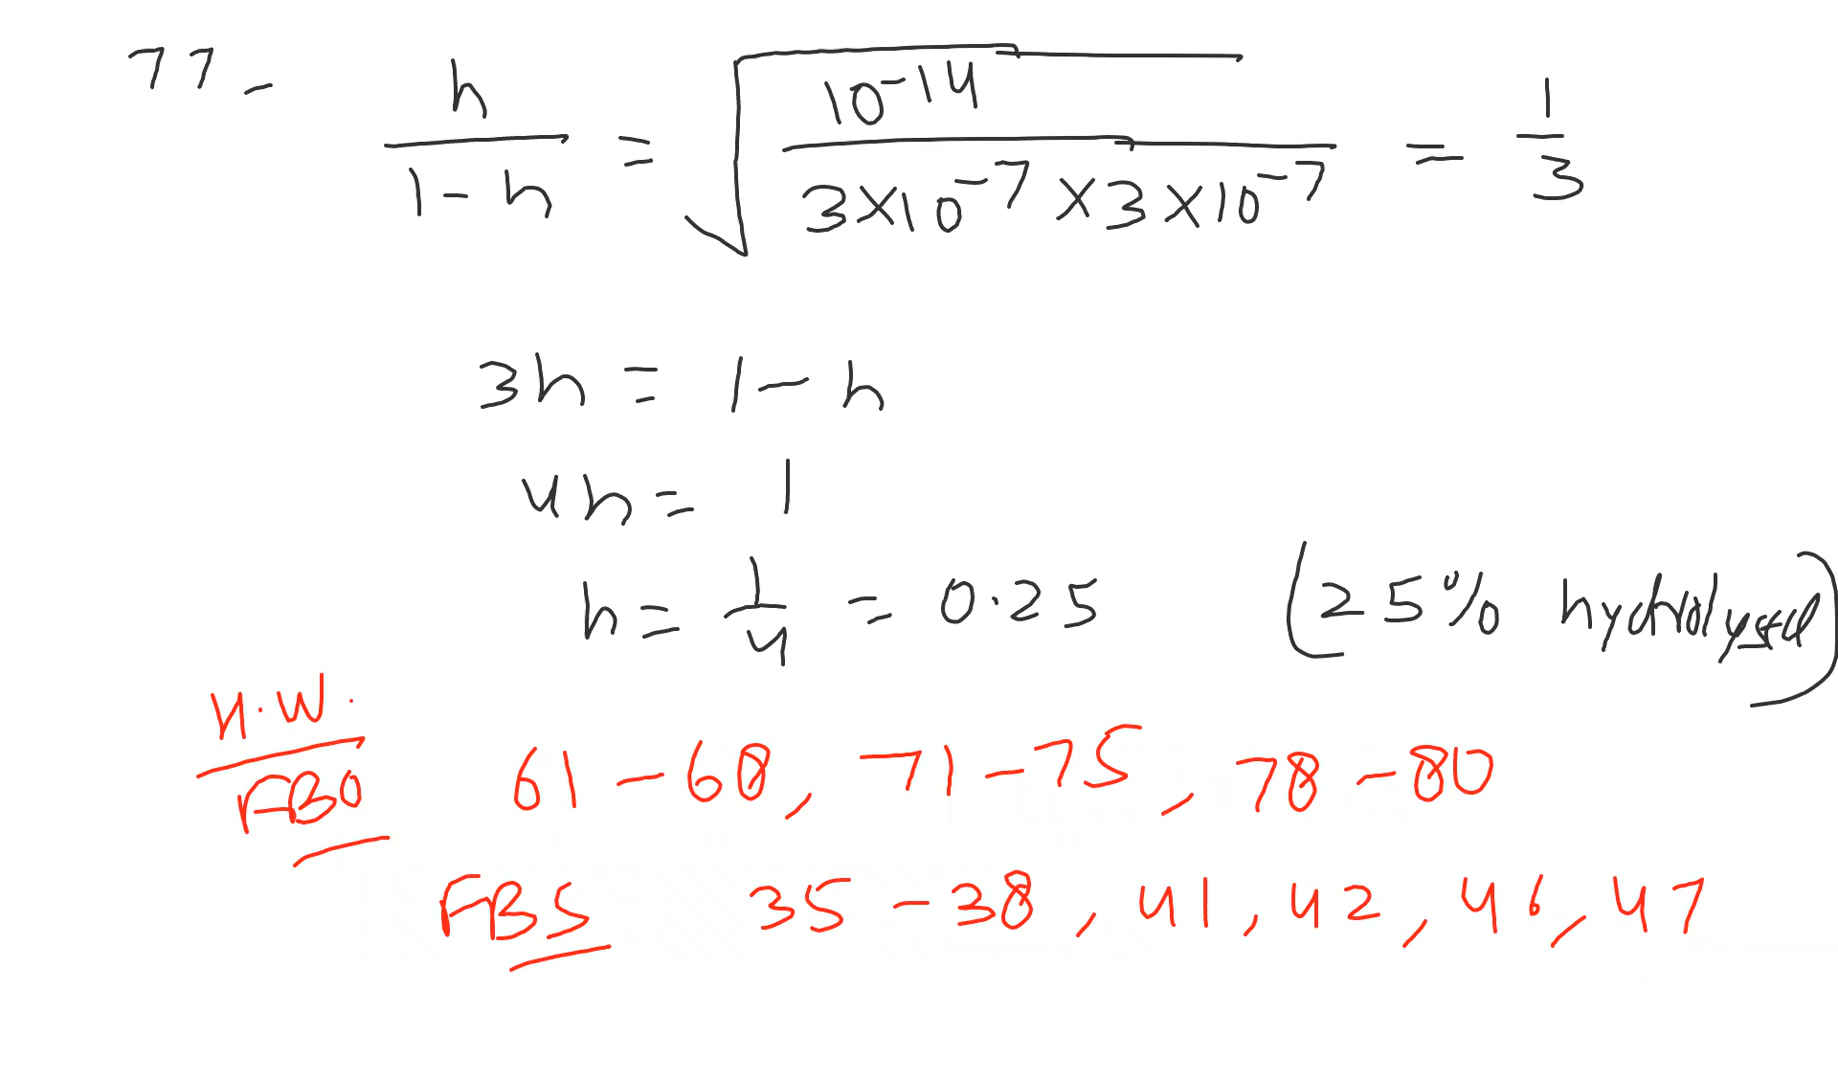 77- h/(1-h) = √(10⁻¹⁴/(3×10⁻⁷×3×10⁻⁷)) = 1/3
3h = 1-h
4h = 1
h = 1/4 = 0.25 (25% hydrolysed)
H.W.
FBO 61-68, 71-75, 78-80
FBS 35-38, 41, 42, 46, 47